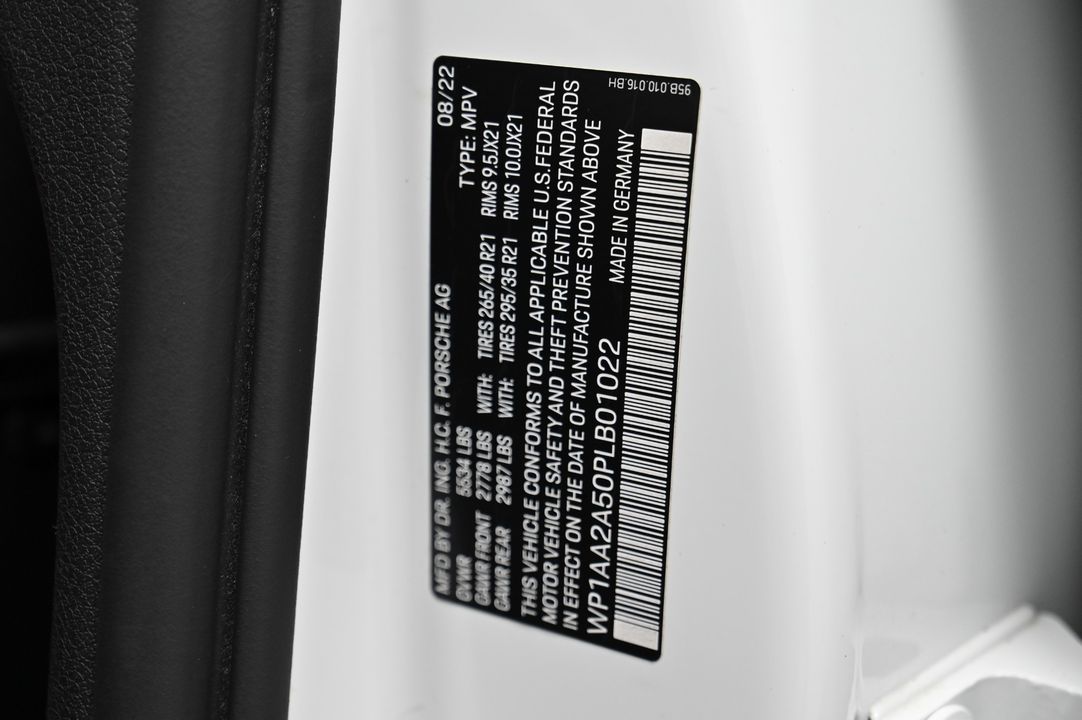 MFD BY DR. ING. H.C. F. PORSCHE AG 08/22
GVWR 5534 LBS TYPE: MPV
GAWR FRONT 2778 LBS WITH: TIRES 265/40 R21 RIMS 9.5JX21
GAWR REAR 2987 LBS WITH: TIRES 295/35 R21 RIMS 10.0JX21
THIS VEHICLE CONFORMS TO ALL APPLICABLE U.S.FEDERAL
MOTOR VEHICLE SAFETY AND THEFT PREVENTION STANDARDS
IN EFFECT ON THE DATE OF MANUFACTURE SHOWN ABOVE
WP1AA2A50PLB01022 MADE IN GERMANY
95B.010.016.BH